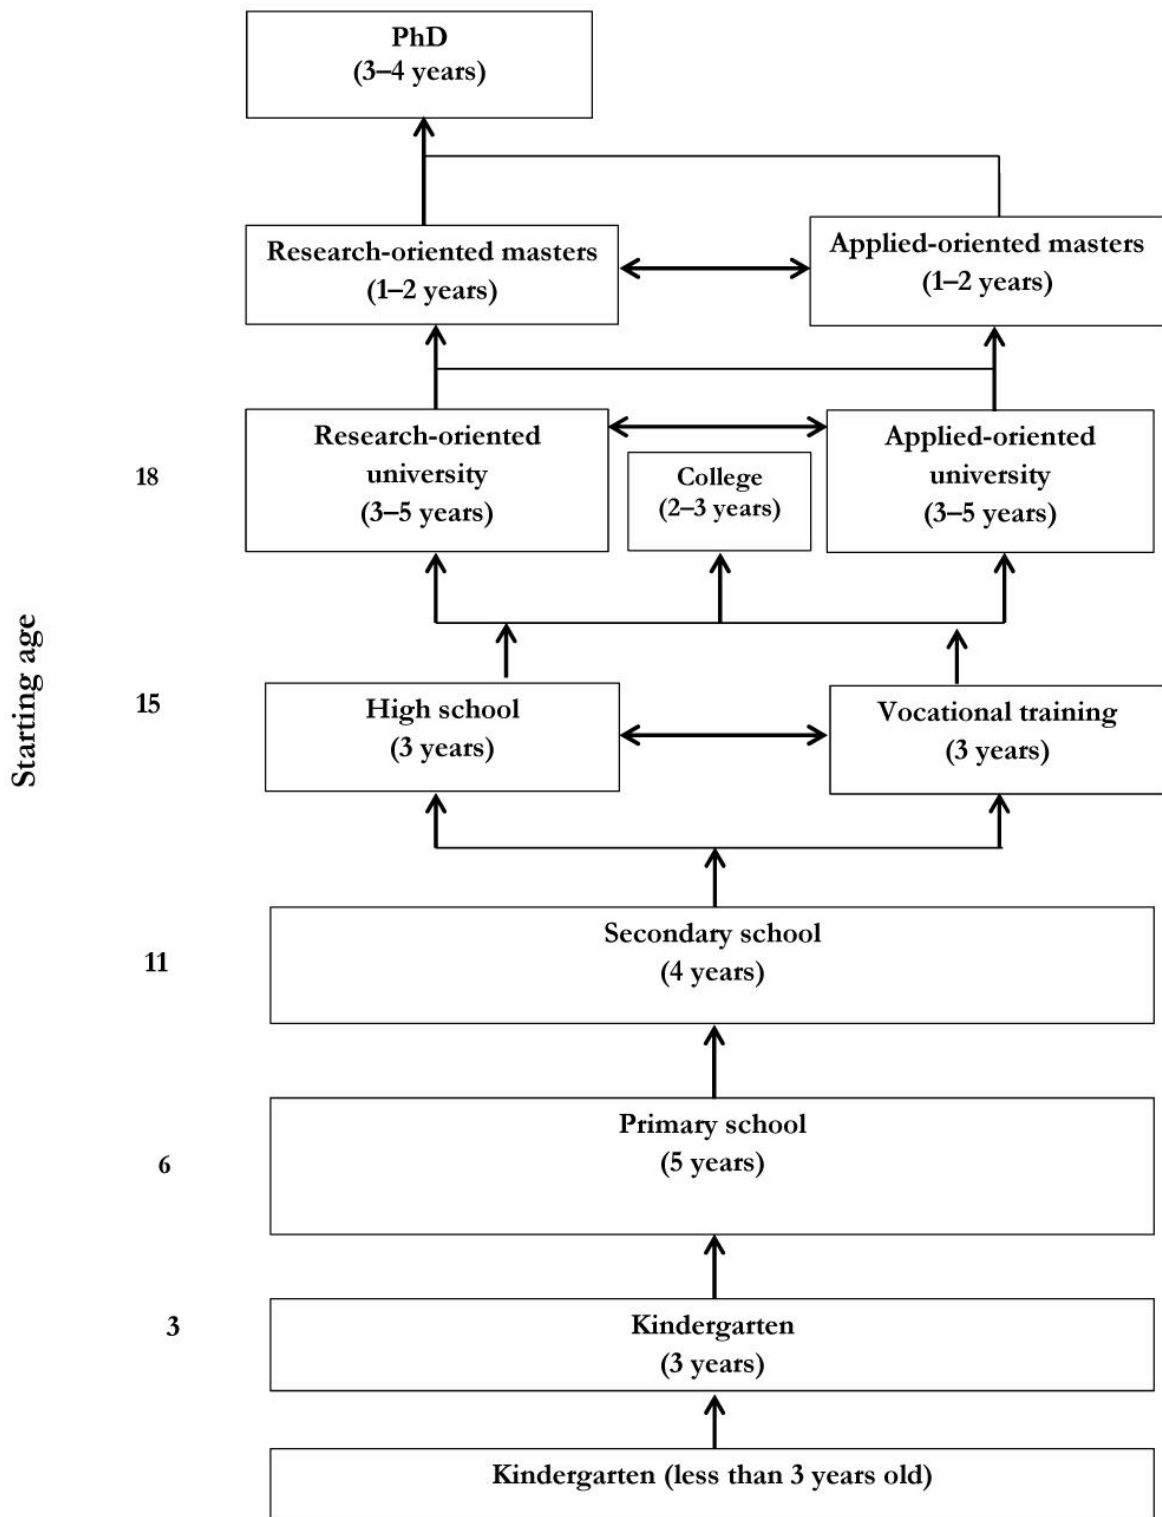 PhD
(3–4 years)
Research-oriented masters
(1–2 years)
Applied-oriented masters
(1–2 years)
Research-oriented
university
(3–5 years)
College
(2–3 years)
Applied-oriented
university
(3–5 years)
18
Starting age
15
High school
(3 years)
Vocational training
(3 years)
11
Secondary school
(4 years)
6
Primary school
(5 years)
3
Kindergarten
(3 years)
Kindergarten (less than 3 years old)